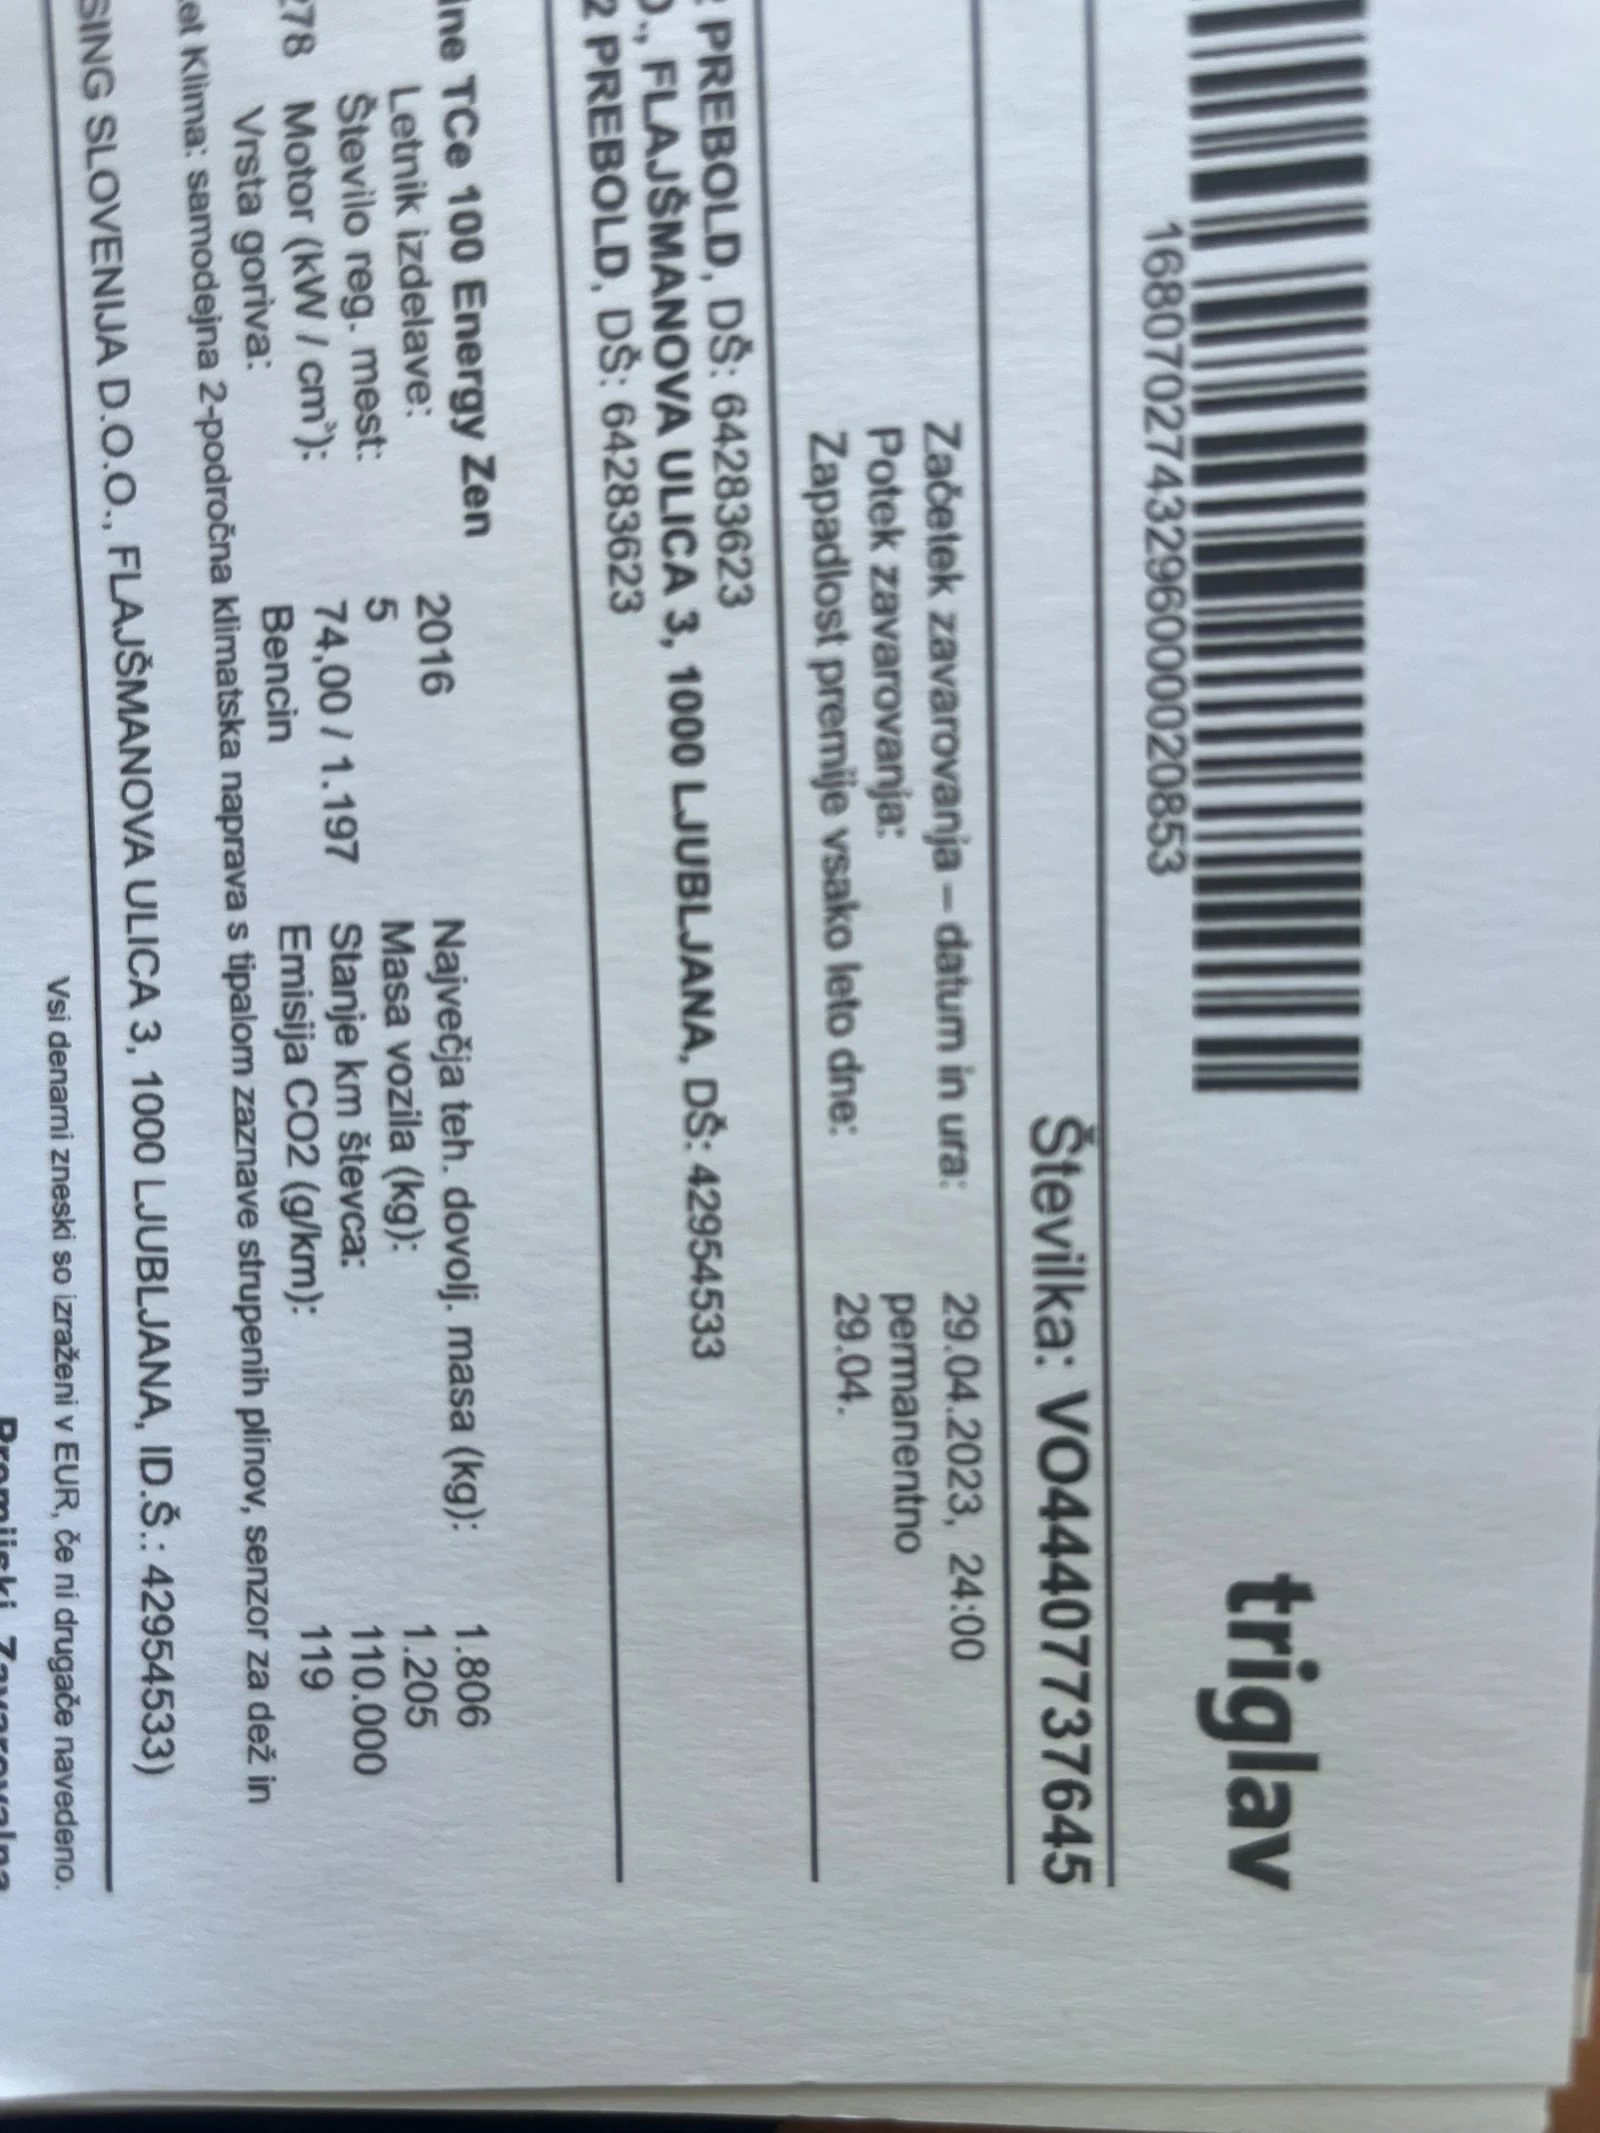 triglav
1680702743296000020853
Številka: VO44407737645
Začetek zavarovanja – datum in ura: 29.04.2023, 24:00
Potek zavarovanja: permanentno
Zapadlost premije vsako leto dne: 29.04.
PREBOLD, DŠ: 64283623
O., FLAJŠMANOVA ULICA 3, 1000 LJUBLJANA, DŠ: 42954533
2 PREBOLD, DŠ: 64283623
ine TCe 100 Energy Zen
Letnik izdelave: 2016 Največja teh. dovolj. masa (kg): 1.806
Število reg. mest: 5 Masa vozila (kg): 1.205
278 Motor (kW / cm³): 74,00 / 1.197 Stanje km števca: 110.000
Vrsta goriva: Bencin Emisija CO2 (g/km): 119
et Klima: samodejna 2-področna klimatska naprava s tipalom zaznave strupenih plinov, senzor za dež in
SING SLOVENIJA D.O.O., FLAJŠMANOVA ULICA 3, 1000 LJUBLJANA, ID.Š.: 42954533)
Vsi denarni zneski so izraženi v EUR, če ni drugače navedeno.